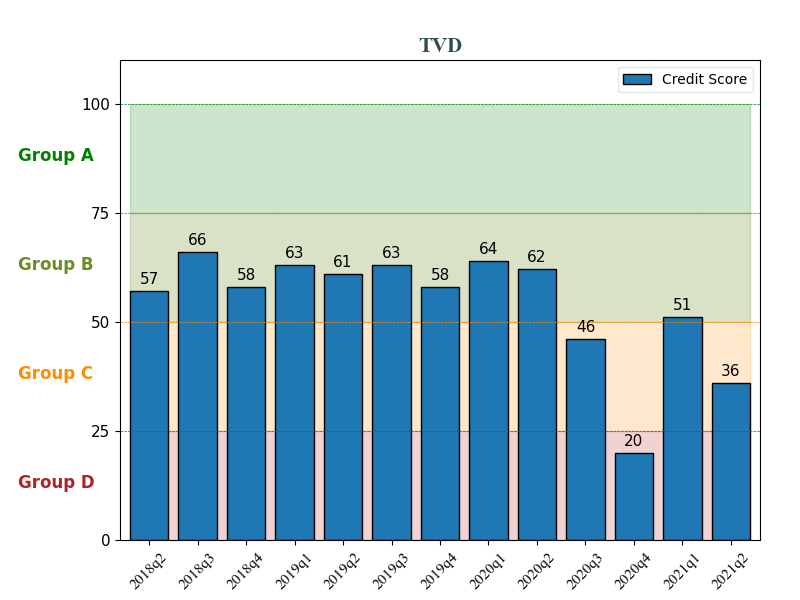 TVD
Credit Score
100
Group A
75
Group B
50
Group C
25
Group D
0
57
66
58
63
61
63
58
64
62
46
20
51
36
2018q2
2018q3
2018q4
2019q1
2019q2
2019q3
2019q4
2020q1
2020q2
2020q3
2020q4
2021q1
2021q2